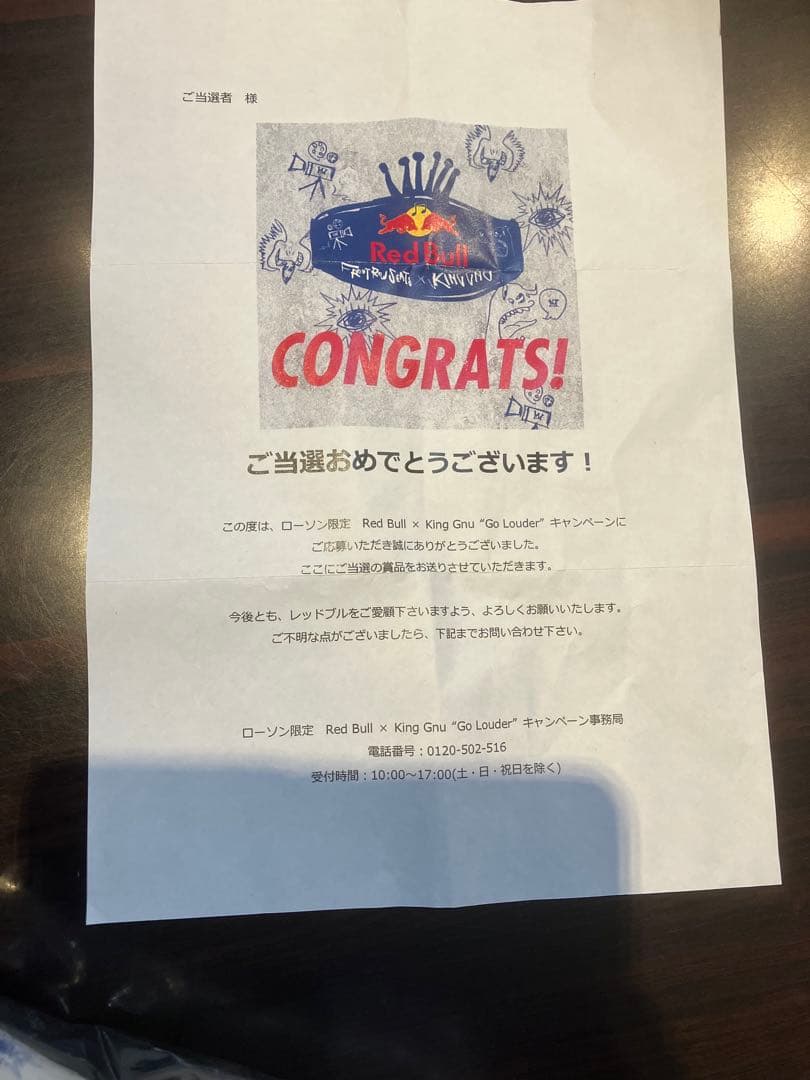 ご当選者 様
Red Bull
FRONT ROW SEATS × KING GNU
CONGRATS!
ご当選おめでとうございます！
この度は、ローソン限定 Red Bull × King Gnu “Go Louder” キャンペーンに
ご応募いただき誠にありがとうございました。
ここにご当選の賞品をお送りさせていただきます。
今後とも、レッドブルをご愛顧下さいますよう、よろしくお願いいたします。
ご不明な点がございましたら、下記までお問い合わせ下さい。
ローソン限定 Red Bull × King Gnu “Go Louder” キャンペーン事務局
電話番号：0120-502-516
受付時間：10:00～17:00(土・日・祝日を除く)